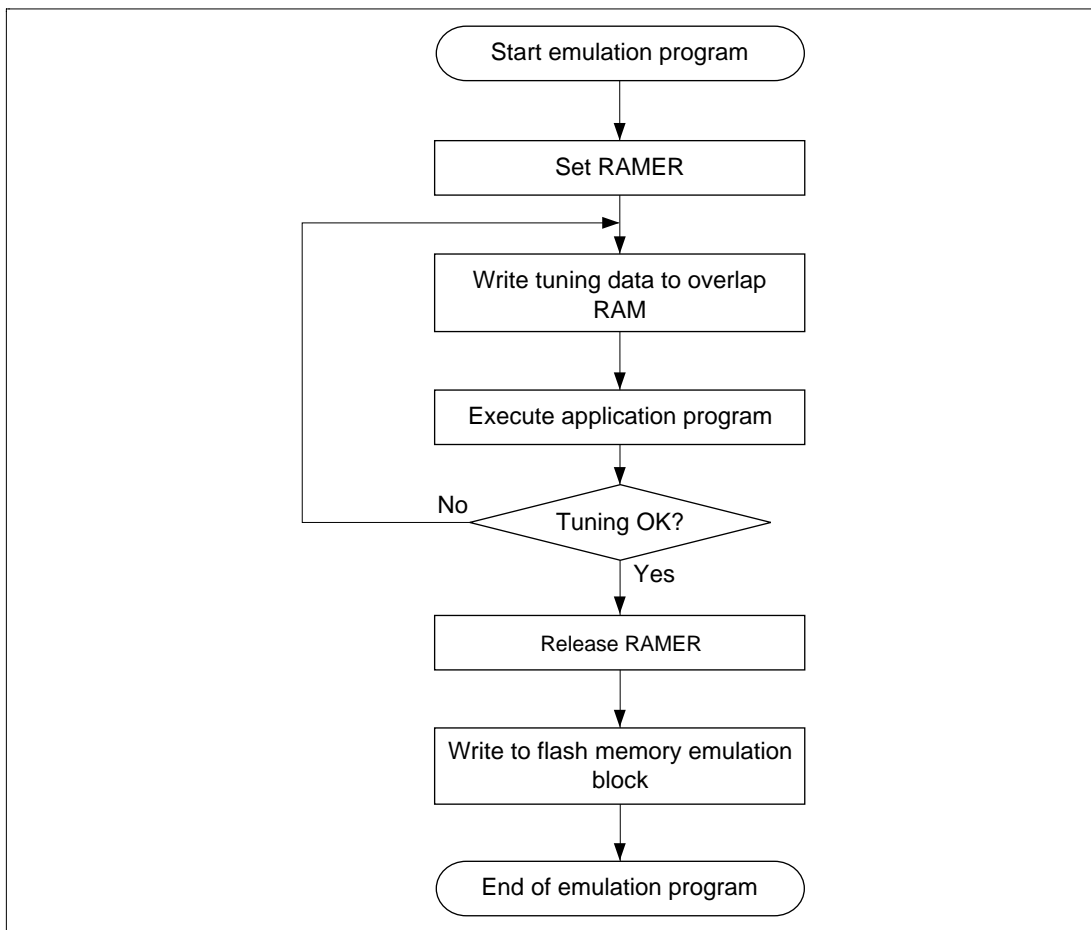 Start emulation program
Set RAMER
Write tuning data to overlap
RAM
Execute application program
No
Tuning OK?
Yes
Release RAMER
Write to flash memory emulation
block
End of emulation program